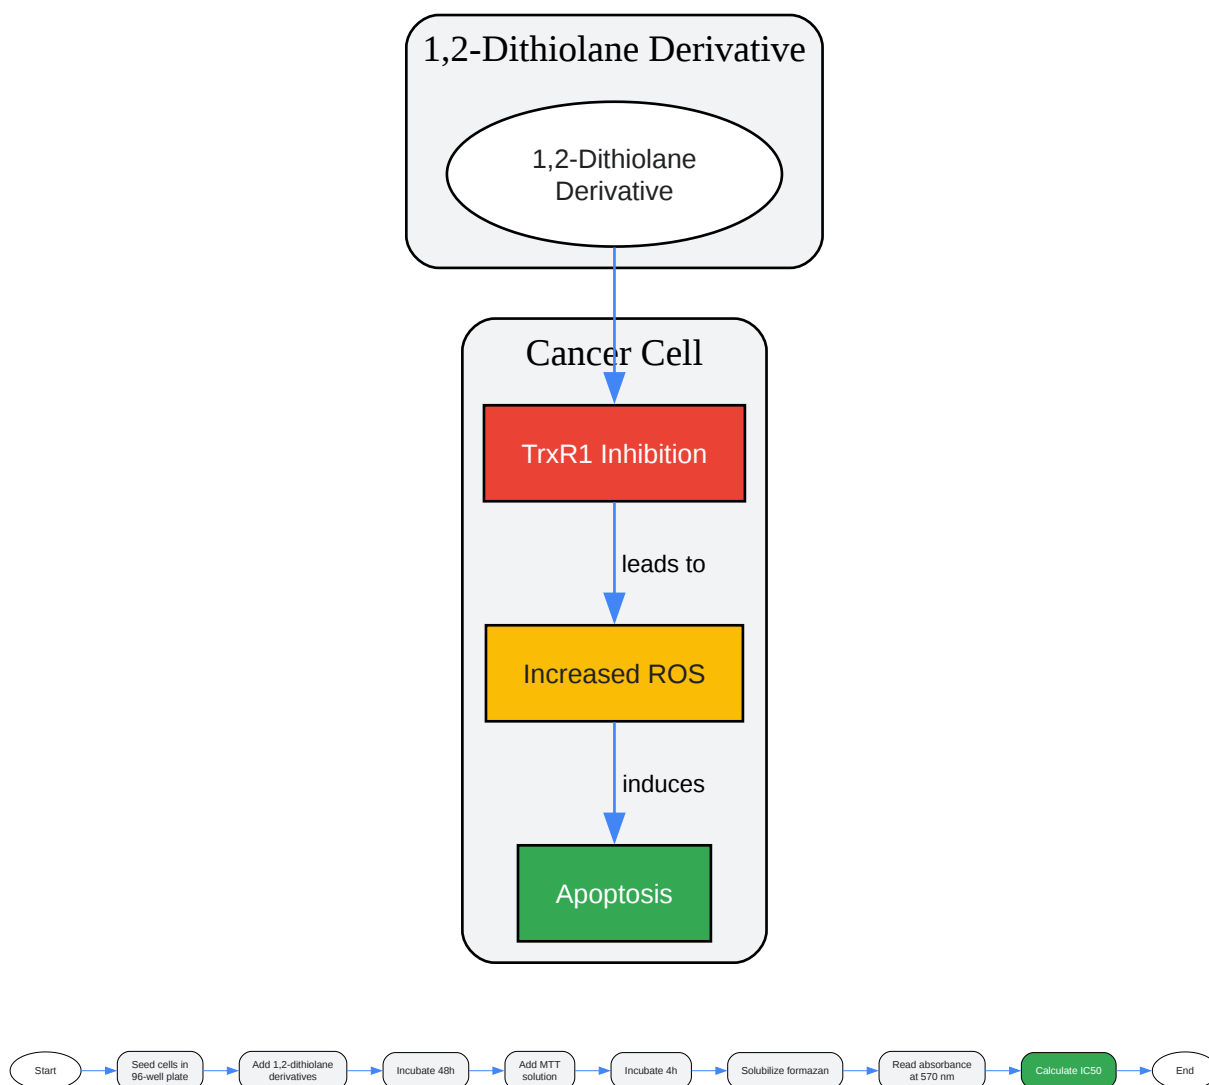 1,2-Dithiolane Derivative
1,2-Dithiolane
Derivative
Cancer Cell
TrxR1 Inhibition
leads to
Increased ROS
induces
Apoptosis
Start
Seed cells in
96-well plate
Add 1,2-dithiolane
derivatives
Incubate 48h
Add MTT
solution
Incubate 4h
Solubilize formazan
Read absorbance
at 570 nm
Calculate IC50
End